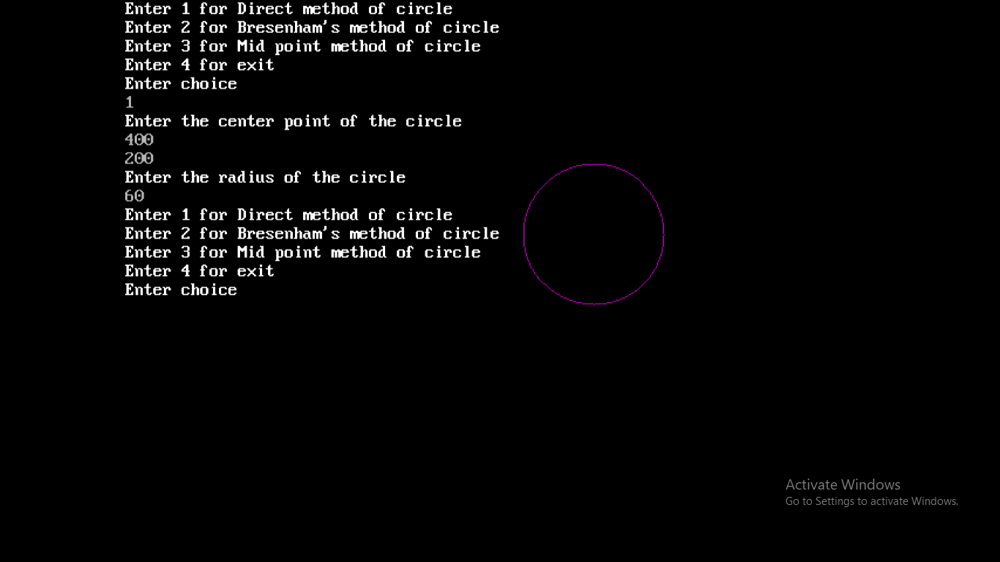 Enter 1 for Direct method of circle
Enter 2 for Bresenham's method of circle
Enter 3 for Mid point method of circle
Enter 4 for exit
Enter choice
1
Enter the center point of the circle
400
200
Enter the radius of the circle
60
Enter 1 for Direct method of circle
Enter 2 for Bresenham's method of circle
Enter 3 for Mid point method of circle
Enter 4 for exit
Enter choice
Activate Windows
Go to Settings to activate Windows.